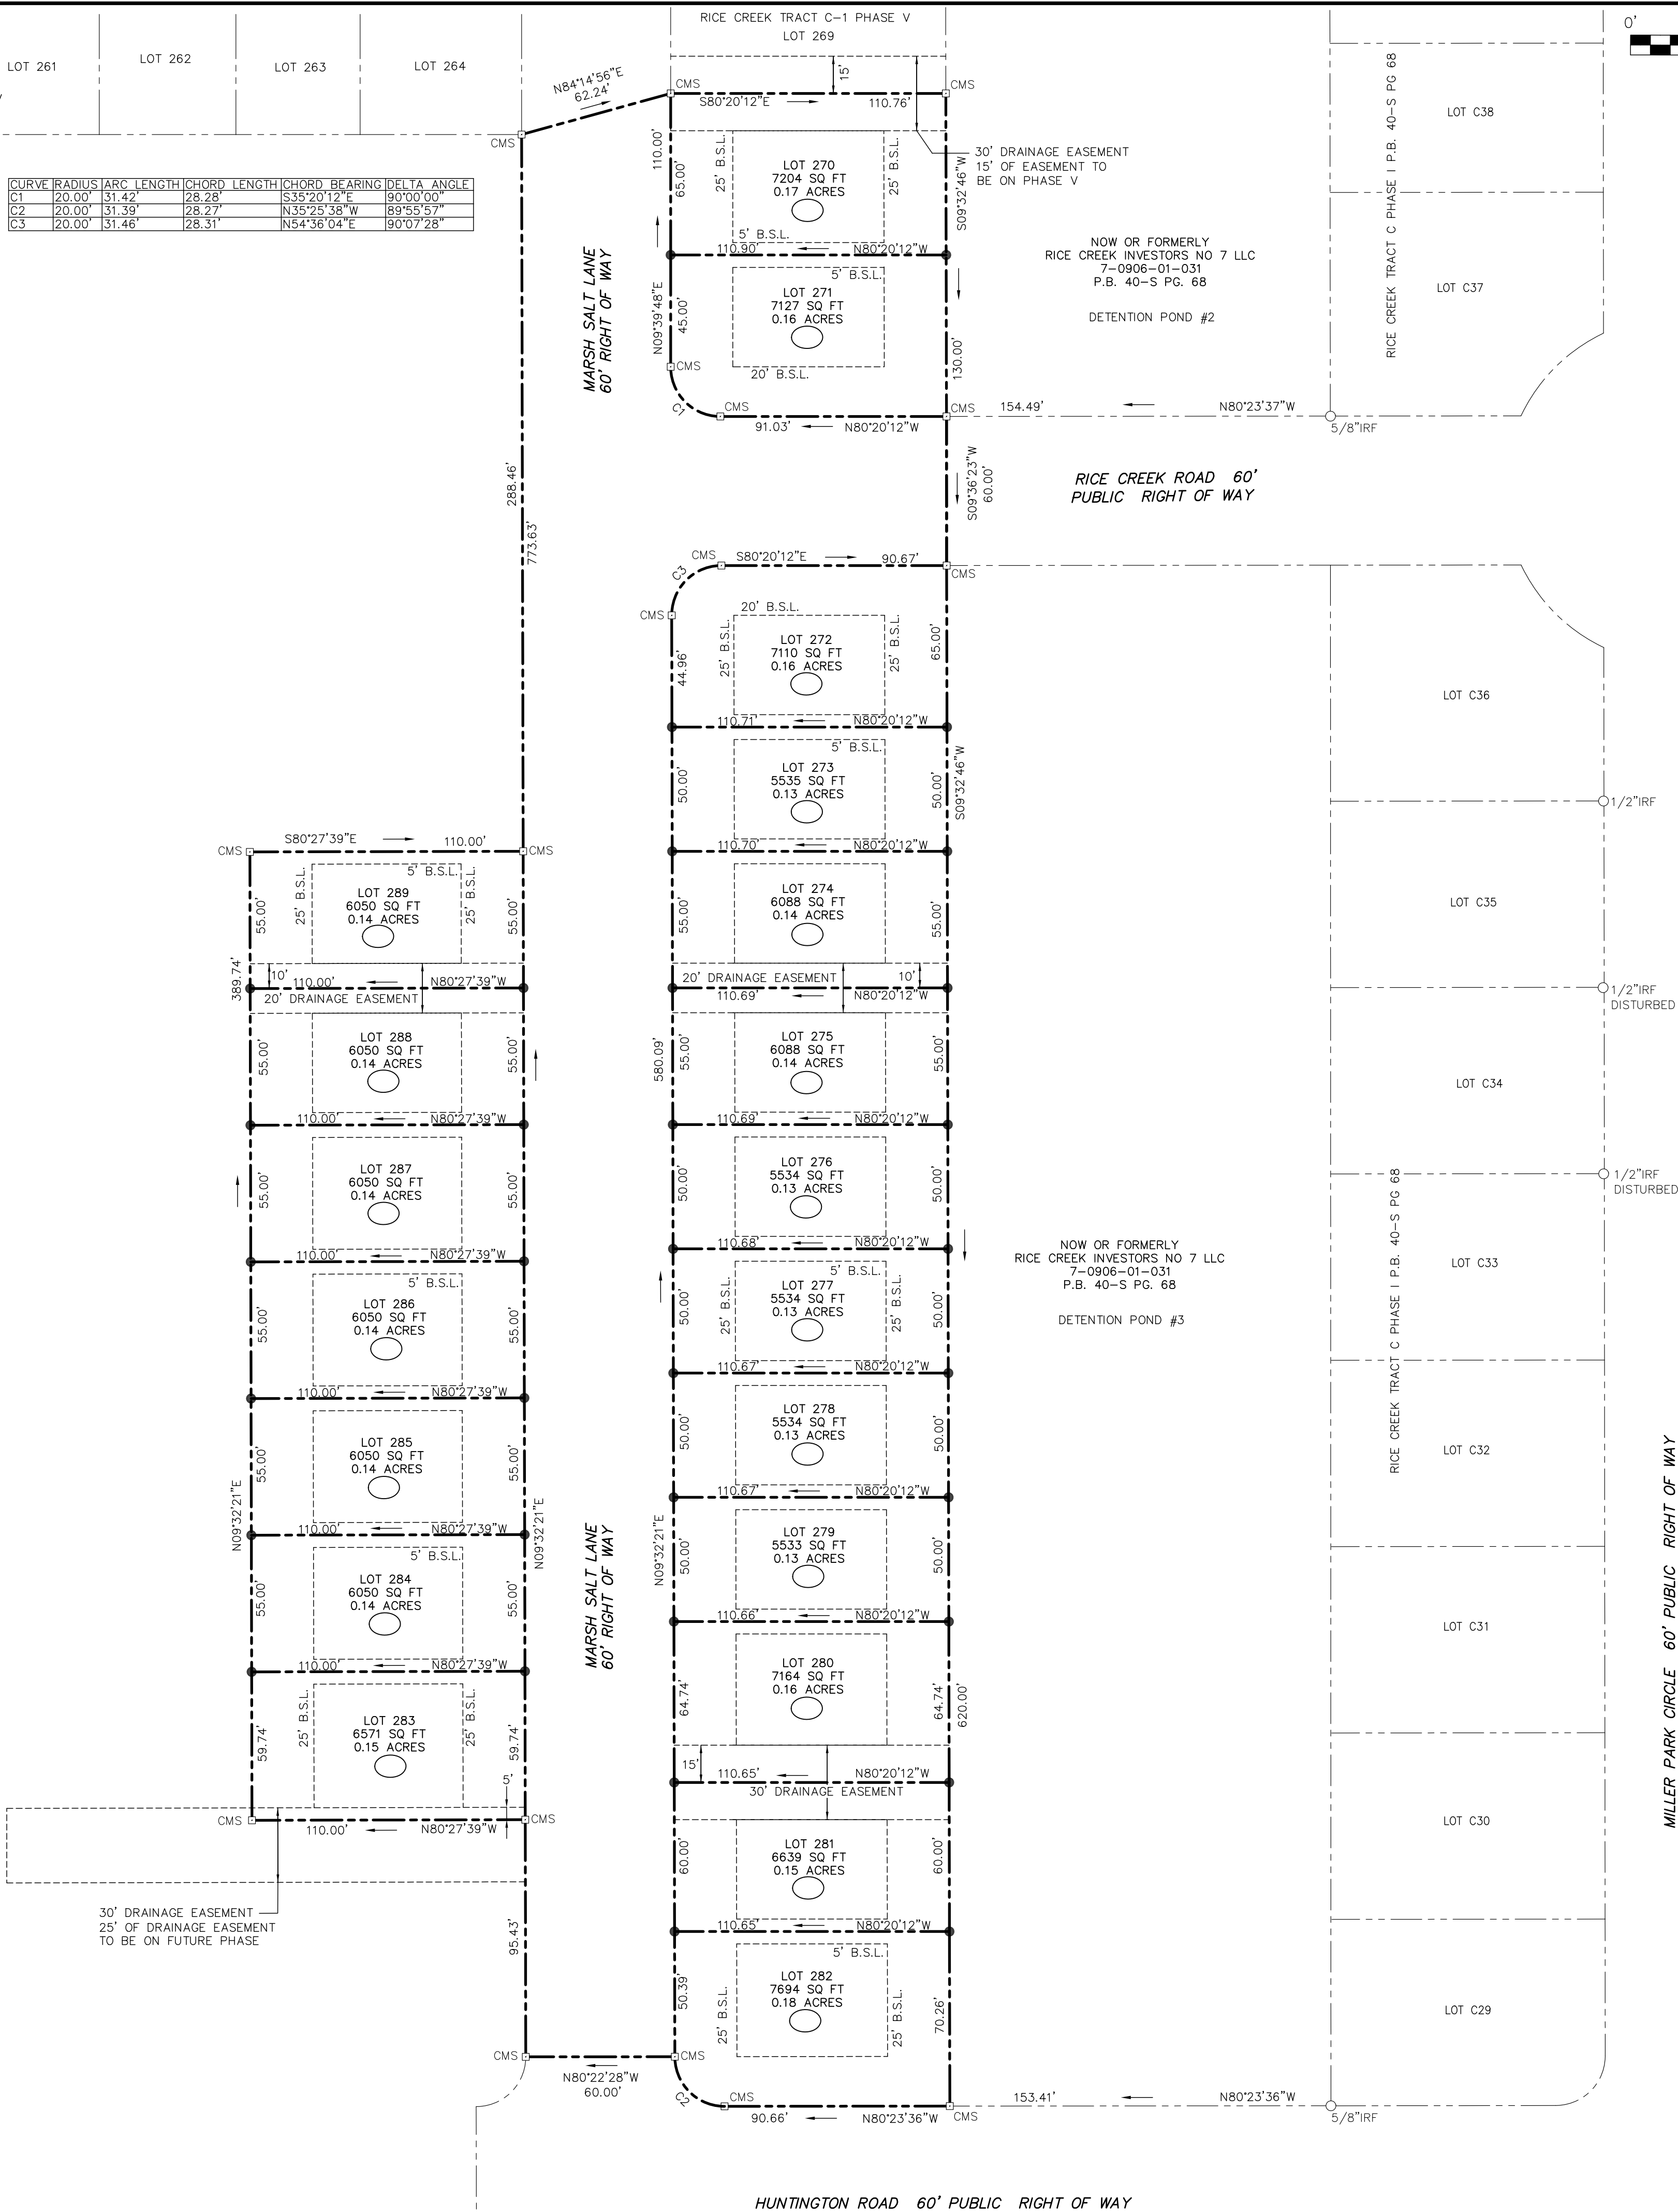 RICE CREEK TRACT C-1 PHASE V
LOT 269
0'
LOT 261
LOT 262
LOT 263
LOT 264
N84°14'56"E
62.24'
CMS
CMS
S80°20'12"E
110.76'
15'
CMS
CURVE RADIUS ARC LENGTH CHORD LENGTH CHORD BEARING DELTA ANGLE
C1 20.00' 31.42' 28.28' S35°20'12"E 90°00'00"
C2 20.00' 31.39' 28.27' N35°25'38"W 89°55'57"
C3 20.00' 31.46' 28.31' N54°36'04"E 90°07'28"
110.00'
65.00'
25' B.S.L.
LOT 270
7204 SQ FT
0.17 ACRES
25' B.S.L.
5' B.S.L.
30' DRAINAGE EASEMENT
15' OF EASEMENT TO
BE ON PHASE V
S09°32'46"W
110.90'
N80°20'12"W
MARSH SALT LANE
60' RIGHT OF WAY
N09°39'48"E
45.00'
5' B.S.L.
LOT 271
7127 SQ FT
0.16 ACRES
20' B.S.L.
130.00'
CMS
C1
CMS
91.03'
N80°20'12"W
CMS
154.49'
N80°23'37"W
5/8"IRF
NOW OR FORMERLY
RICE CREEK INVESTORS NO 7 LLC
7-0906-01-031
P.B. 40-S PG. 68
DETENTION POND #2
RICE CREEK TRACT C PHASE I P.B. 40-S PG 68
LOT C38
LOT C37
288.46'
773.63'
S09°36'23"W
60.00'
RICE CREEK ROAD 60'
PUBLIC RIGHT OF WAY
CMS
S80°20'12"E
90.67'
CMS
C3
CMS
44.96'
20' B.S.L.
25' B.S.L.
LOT 272
7110 SQ FT
0.16 ACRES
25' B.S.L.
65.00'
110.71'
N80°20'12"W
50.00'
5' B.S.L.
LOT 273
5535 SQ FT
0.13 ACRES
50.00'
S09°32'46"W
110.70'
N80°20'12"W
55.00'
LOT 274
6088 SQ FT
0.14 ACRES
55.00'
20' DRAINAGE EASEMENT
10'
110.69'
N80°20'12"W
580.09'
55.00'
LOT 275
6088 SQ FT
0.14 ACRES
55.00'
110.69'
N80°20'12"W
50.00'
LOT 276
5534 SQ FT
0.13 ACRES
50.00'
110.68'
N80°20'12"W
50.00'
25' B.S.L.
5' B.S.L.
LOT 277
5534 SQ FT
0.13 ACRES
25' B.S.L.
50.00'
110.67'
N80°20'12"W
50.00'
LOT 278
5534 SQ FT
0.13 ACRES
50.00'
110.67'
N80°20'12"W
N09°32'21"E
50.00'
LOT 279
5533 SQ FT
0.13 ACRES
50.00'
110.66'
N80°20'12"W
64.74'
LOT 280
7164 SQ FT
0.16 ACRES
64.74'
620.00'
15'
110.65'
N80°20'12"W
30' DRAINAGE EASEMENT
60.00'
LOT 281
6639 SQ FT
0.15 ACRES
60.00'
110.65'
N80°20'12"W
50.39'
5' B.S.L.
25' B.S.L.
LOT 282
7694 SQ FT
0.18 ACRES
25' B.S.L.
70.26'
CMS
C2
CMS
90.66'
N80°23'36"W
CMS
153.41'
N80°23'36"W
5/8"IRF
CMS
S80°27'39"E
110.00'
CMS
25' B.S.L.
5' B.S.L.
LOT 289
6050 SQ FT
0.14 ACRES
25' B.S.L.
55.00'
55.00'
389.74'
10'
110.00'
N80°27'39"W
20' DRAINAGE EASEMENT
55.00'
LOT 288
6050 SQ FT
0.14 ACRES
55.00'
110.00'
N80°27'39"W
55.00'
LOT 287
6050 SQ FT
0.14 ACRES
55.00'
110.00'
N80°27'39"W
55.00'
5' B.S.L.
LOT 286
6050 SQ FT
0.14 ACRES
55.00'
110.00'
N80°27'39"W
N09°32'21"E
55.00'
LOT 285
6050 SQ FT
0.14 ACRES
55.00'
N09°32'21"E
110.00'
N80°27'39"W
55.00'
5' B.S.L.
LOT 284
6050 SQ FT
0.14 ACRES
55.00'
110.00'
N80°27'39"W
59.74'
25' B.S.L.
LOT 283
6571 SQ FT
0.15 ACRES
25' B.S.L.
59.74'
5'
CMS
110.00'
N80°27'39"W
CMS
30' DRAINAGE EASEMENT
25' OF DRAINAGE EASEMENT
TO BE ON FUTURE PHASE
95.43'
CMS
N80°22'28"W
60.00'
MARSH SALT LANE
60' RIGHT OF WAY
NOW OR FORMERLY
RICE CREEK INVESTORS NO 7 LLC
7-0906-01-031
P.B. 40-S PG. 68
DETENTION POND #3
RICE CREEK TRACT C PHASE I P.B. 40-S PG 68
LOT C36
1/2"IRF
LOT C35
1/2"IRF
DISTURBED
LOT C34
1/2"IRF
DISTURBED
LOT C33
LOT C32
LOT C31
LOT C30
LOT C29
MILLER PARK CIRCLE 60' PUBLIC RIGHT OF WAY
HUNTINGTON ROAD 60' PUBLIC RIGHT OF WAY